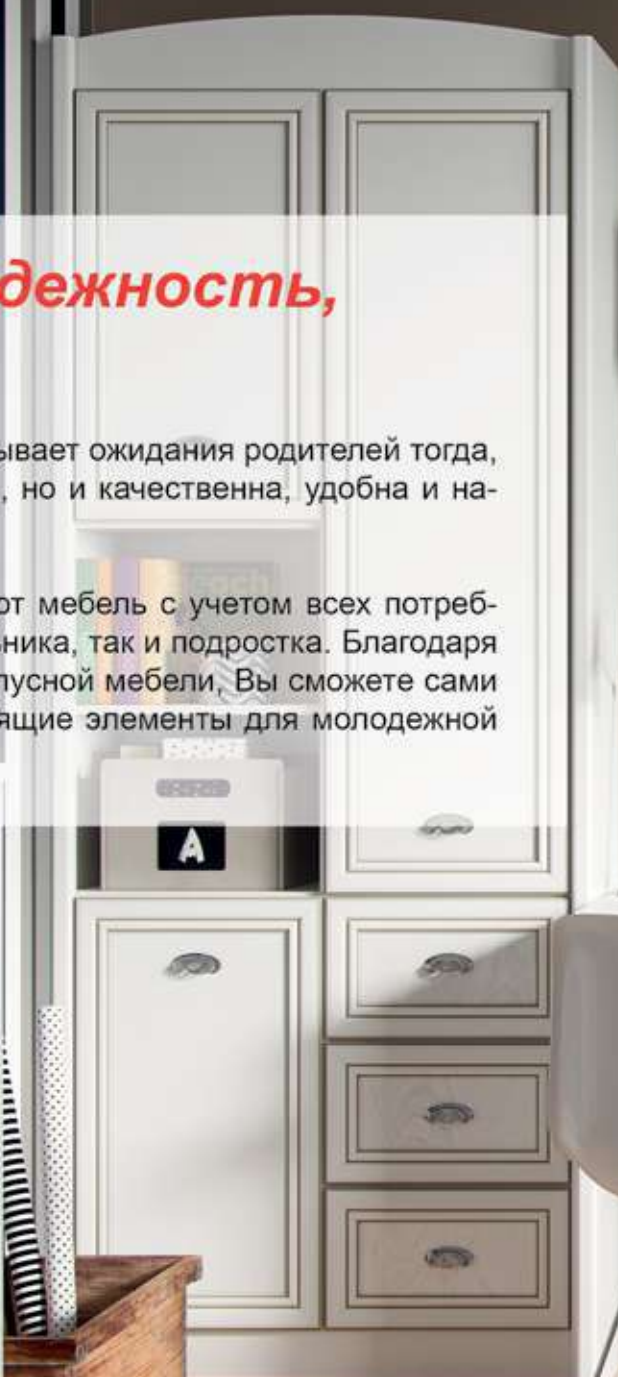 дежность,
ывает ожидания родителей тогда,
, но и качественна, удобна и на-
от мебель с учетом всех потреб-
ника, так и подростка. Благодаря
пусной мебели, Вы сможете сами
ящие элементы для молодежной
A